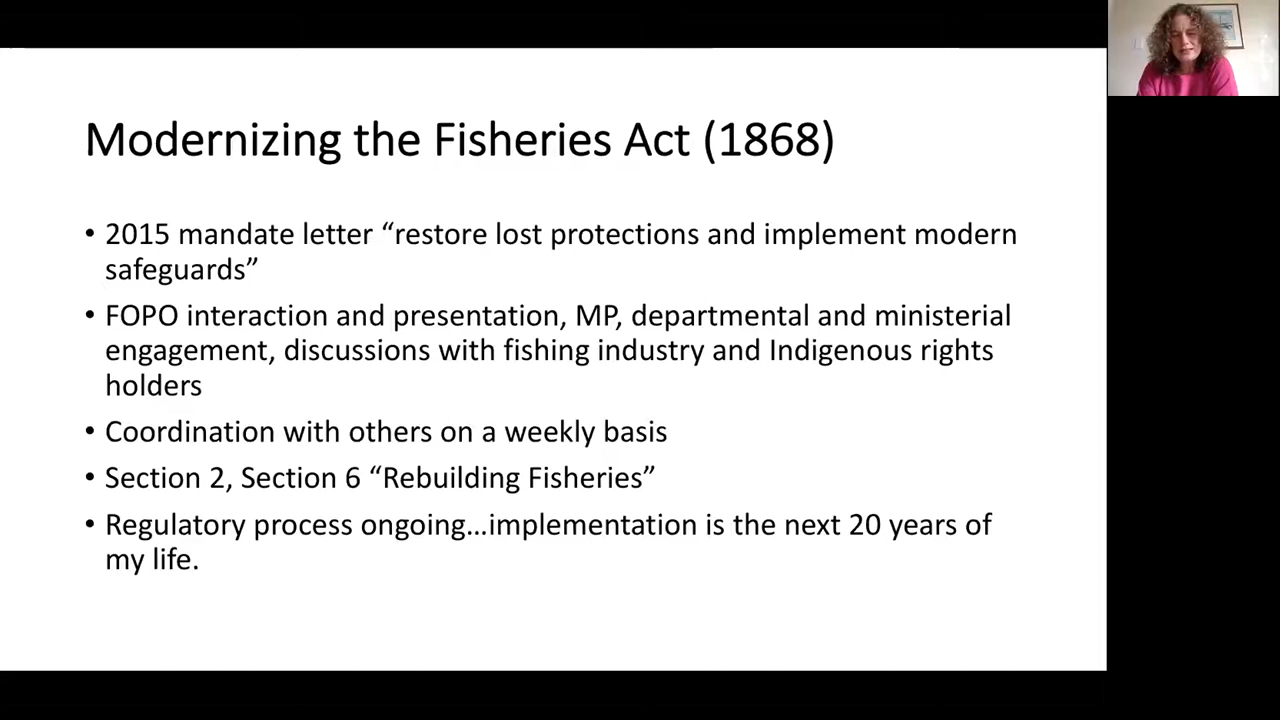 Modernizing the Fisheries Act (1868)
• 2015 mandate letter “restore lost protections and implement modern
safeguards”
• FOPO interaction and presentation, MP, departmental and ministerial
engagement, discussions with fishing industry and Indigenous rights
holders
• Coordination with others on a weekly basis
• Section 2, Section 6 “Rebuilding Fisheries”
• Regulatory process ongoing…implementation is the next 20 years of
my life.